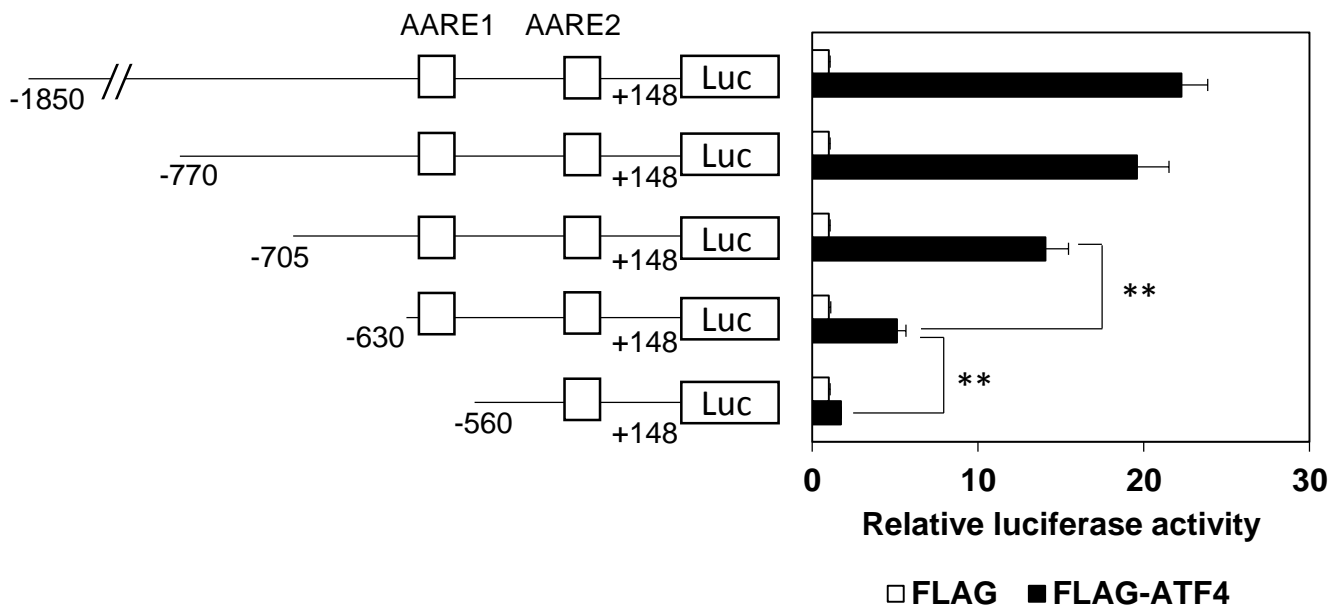 AARE1 AARE2
-1850 // +148 Luc
-770 +148 Luc
-705 +148 Luc
-630 +148 Luc
-560 +148 Luc
**
**
0 10 20 30
Relative luciferase activity
FLAG FLAG-ATF4